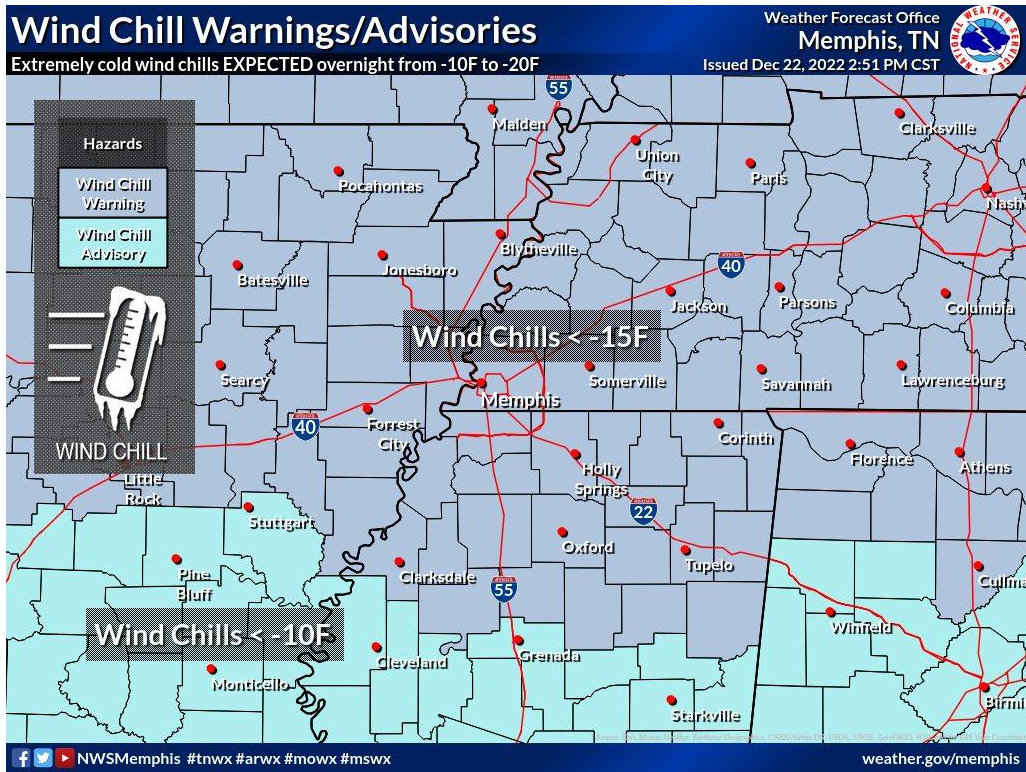 Wind Chill Warnings/Advisories
Extremely cold wind chills EXPECTED overnight from -10F to -20F
Weather Forecast Office
Memphis, TN
Issued Dec 22, 2022 2:51 PM CST
NATIONAL WEATHER SERVICE
Hazards
Wind Chill
Warning
Wind Chill
Advisory
WIND CHILL
55
Malden
Clarksville
Union
City
Paris
Pocahontas
Nash
Blytheville
Jonesboro
40
Batesville
Jackson
Parsons
Columbia
Wind Chills < -15F
Searcy
Somerville
Savannah
Lawrenceburg
Memphis
40
Forrest
City
Corinth
Florence
Athens
Holly
Springs
Little
Rock
22
Stuttgart
Oxford
Tupelo
Pine
Bluff
Clarksdale
55
Cullma
Wind Chills < -10F
Winfield
Cleveland
Grenada
Monticello
Birmi
Starkville
NWSMemphis #tnwx #arwx #mowx #mswx
weather.gov/memphis